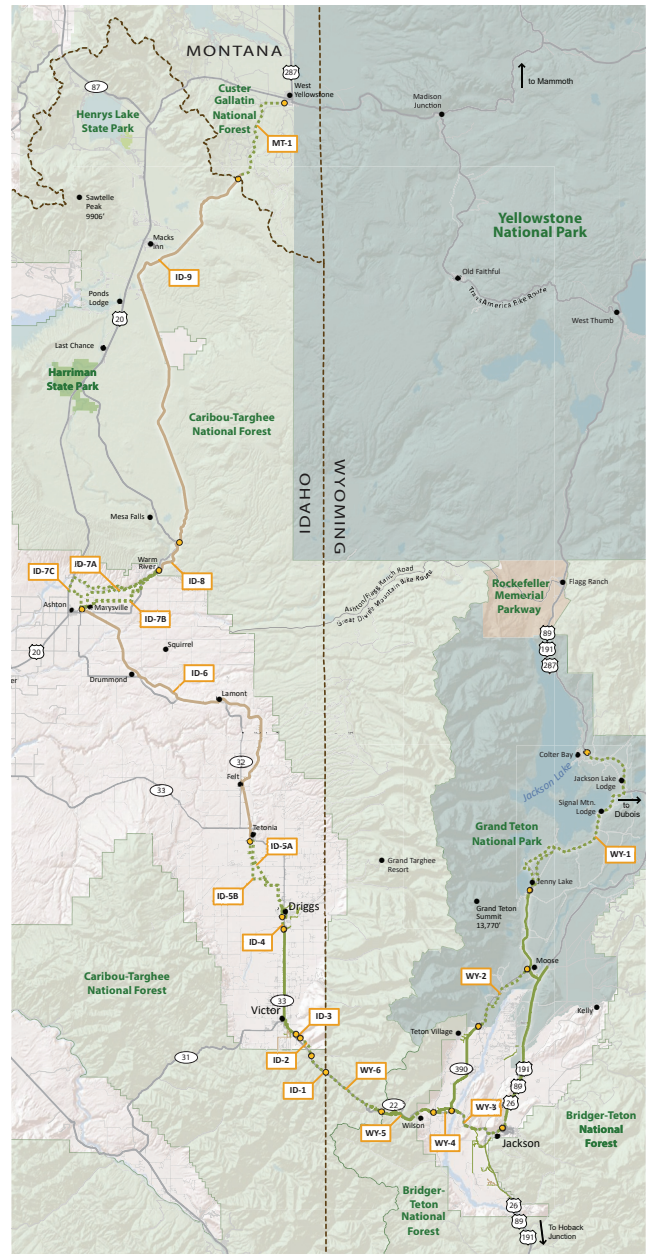 MONTANA
87
287
West
Yellowstone
Custer
Gallatin
National
Forest
to Mammoth
Madison
Junction
Henrys Lake
State Park
MT-1
Sawtelle
Peak
9906'
Yellowstone
National Park
Macks
Inn
ID-9
Old Faithful
TransAmerica Bike Route
West Thumb
Ponds
Lodge
20
Last Chance
Harriman
State Park
Caribou-Targhee
National Forest
IDAHO
WYOMING
Mesa Falls
Warm
River
ID-7C
ID-7A
ID-8
Ashton
Marysville
ID-7B
Ashton/Flagg Ranch Road
Great Divide Mountain Bike Route
Flagg Ranch
Rockefeller
Memorial
Parkway
89
191
287
20
Squirrel
Drummond
ID-6
Lamont
32
33
Felt
Colter Bay
Jackson Lake
Jackson Lake
Lodge
Signal Mtn.
Lodge
to
Dubois
Tetonia
Grand Teton
National Park
WY-1
ID-5A
ID-5B
Grand Targhee
Resort
Jenny Lake
Grand Teton
Summit
13,770'
Driggs
ID-4
Caribou-Targhee
National Forest
WY-2
Moose
33
Victor
Kelly
ID-3
Teton Village
ID-2
31
ID-1
WY-6
390
191
89
26
22
WY-3
WY-5
Wilson
WY-4
Jackson
Bridger-Teton
National
Forest
Bridger-
Teton
National
Forest
26
89
191
To Hoback
Junction